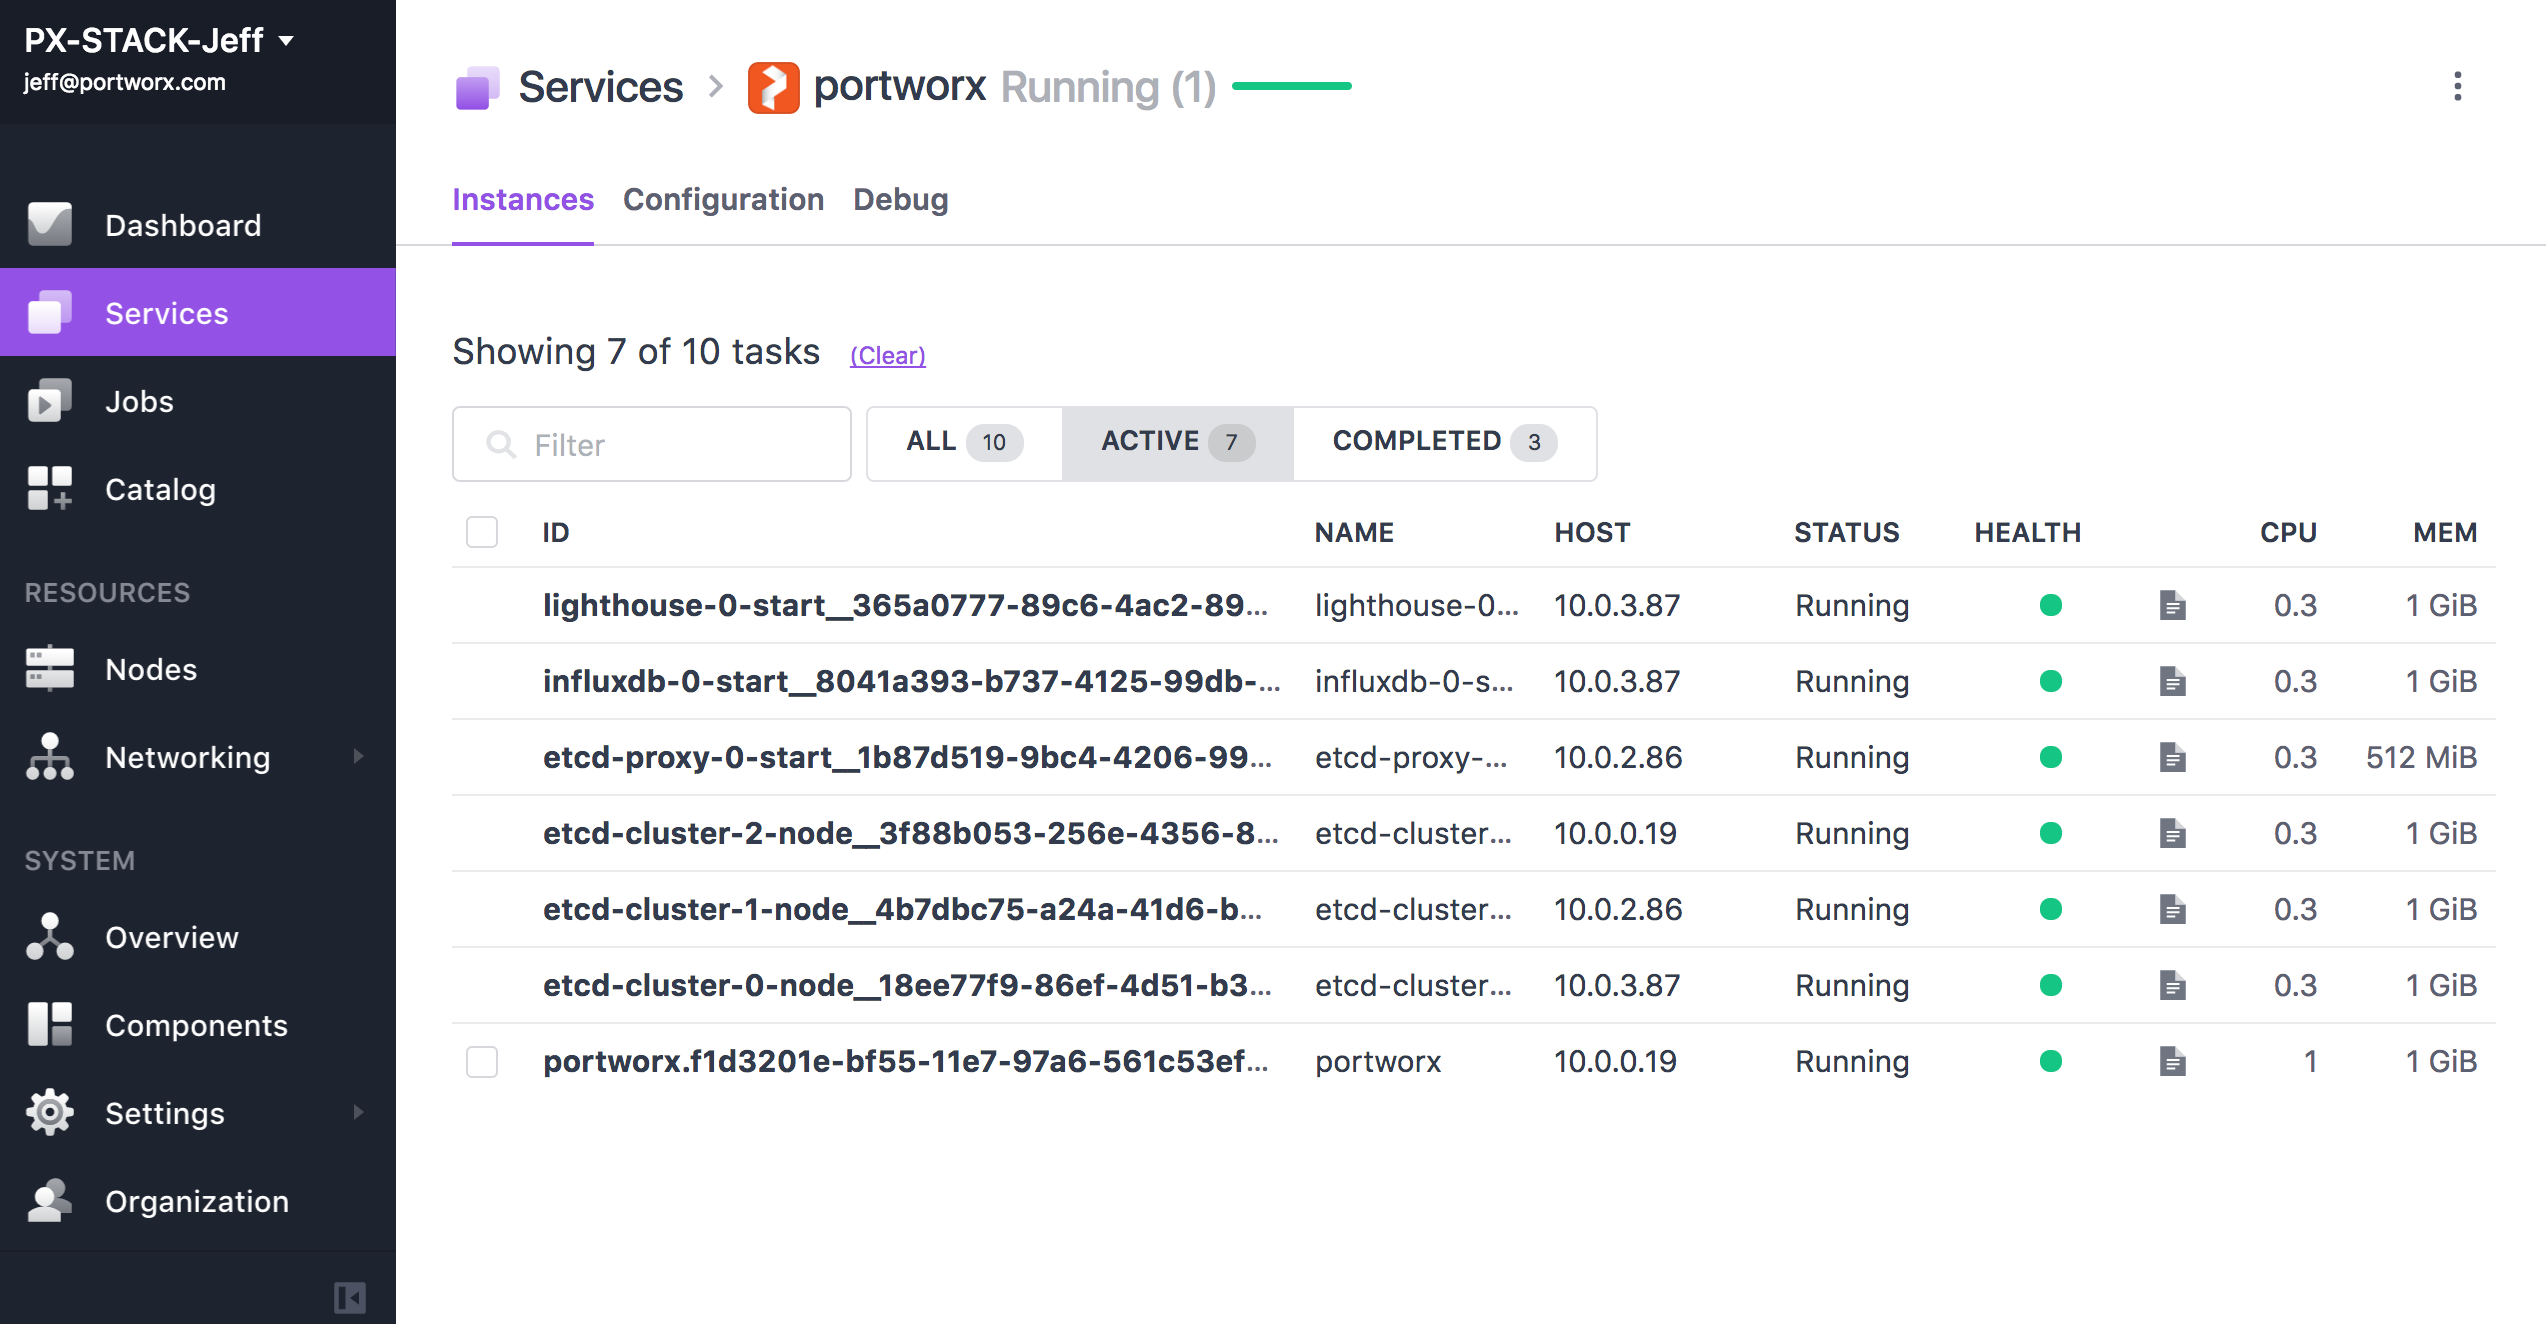 PX-STACK-Jeff
jeff@portworx.com
Dashboard
Services
Jobs
Catalog
RESOURCES
Nodes
Networking
SYSTEM
Overview
Components
Settings
Organization
Services > portworx Running (1)
Instances Configuration Debug
Showing 7 of 10 tasks (Clear)
Filter ALL 10 ACTIVE 7 COMPLETED 3
ID NAME HOST STATUS HEALTH CPU MEM
lighthouse-0-start__365a0777-89c6-4ac2-89... lighthouse-0... 10.0.3.87 Running 0.3 1 GiB
influxdb-0-start__8041a393-b737-4125-99db-... influxdb-0-s... 10.0.3.87 Running 0.3 1 GiB
etcd-proxy-0-start__1b87d519-9bc4-4206-99... etcd-proxy-... 10.0.2.86 Running 0.3 512 MiB
etcd-cluster-2-node__3f88b053-256e-4356-8... etcd-cluster... 10.0.0.19 Running 0.3 1 GiB
etcd-cluster-1-node__4b7dbc75-a24a-41d6-b... etcd-cluster... 10.0.2.86 Running 0.3 1 GiB
etcd-cluster-0-node__18ee77f9-86ef-4d51-b3... etcd-cluster... 10.0.3.87 Running 0.3 1 GiB
portworx.f1d3201e-bf55-11e7-97a6-561c53ef... portworx 10.0.0.19 Running 1 1 GiB